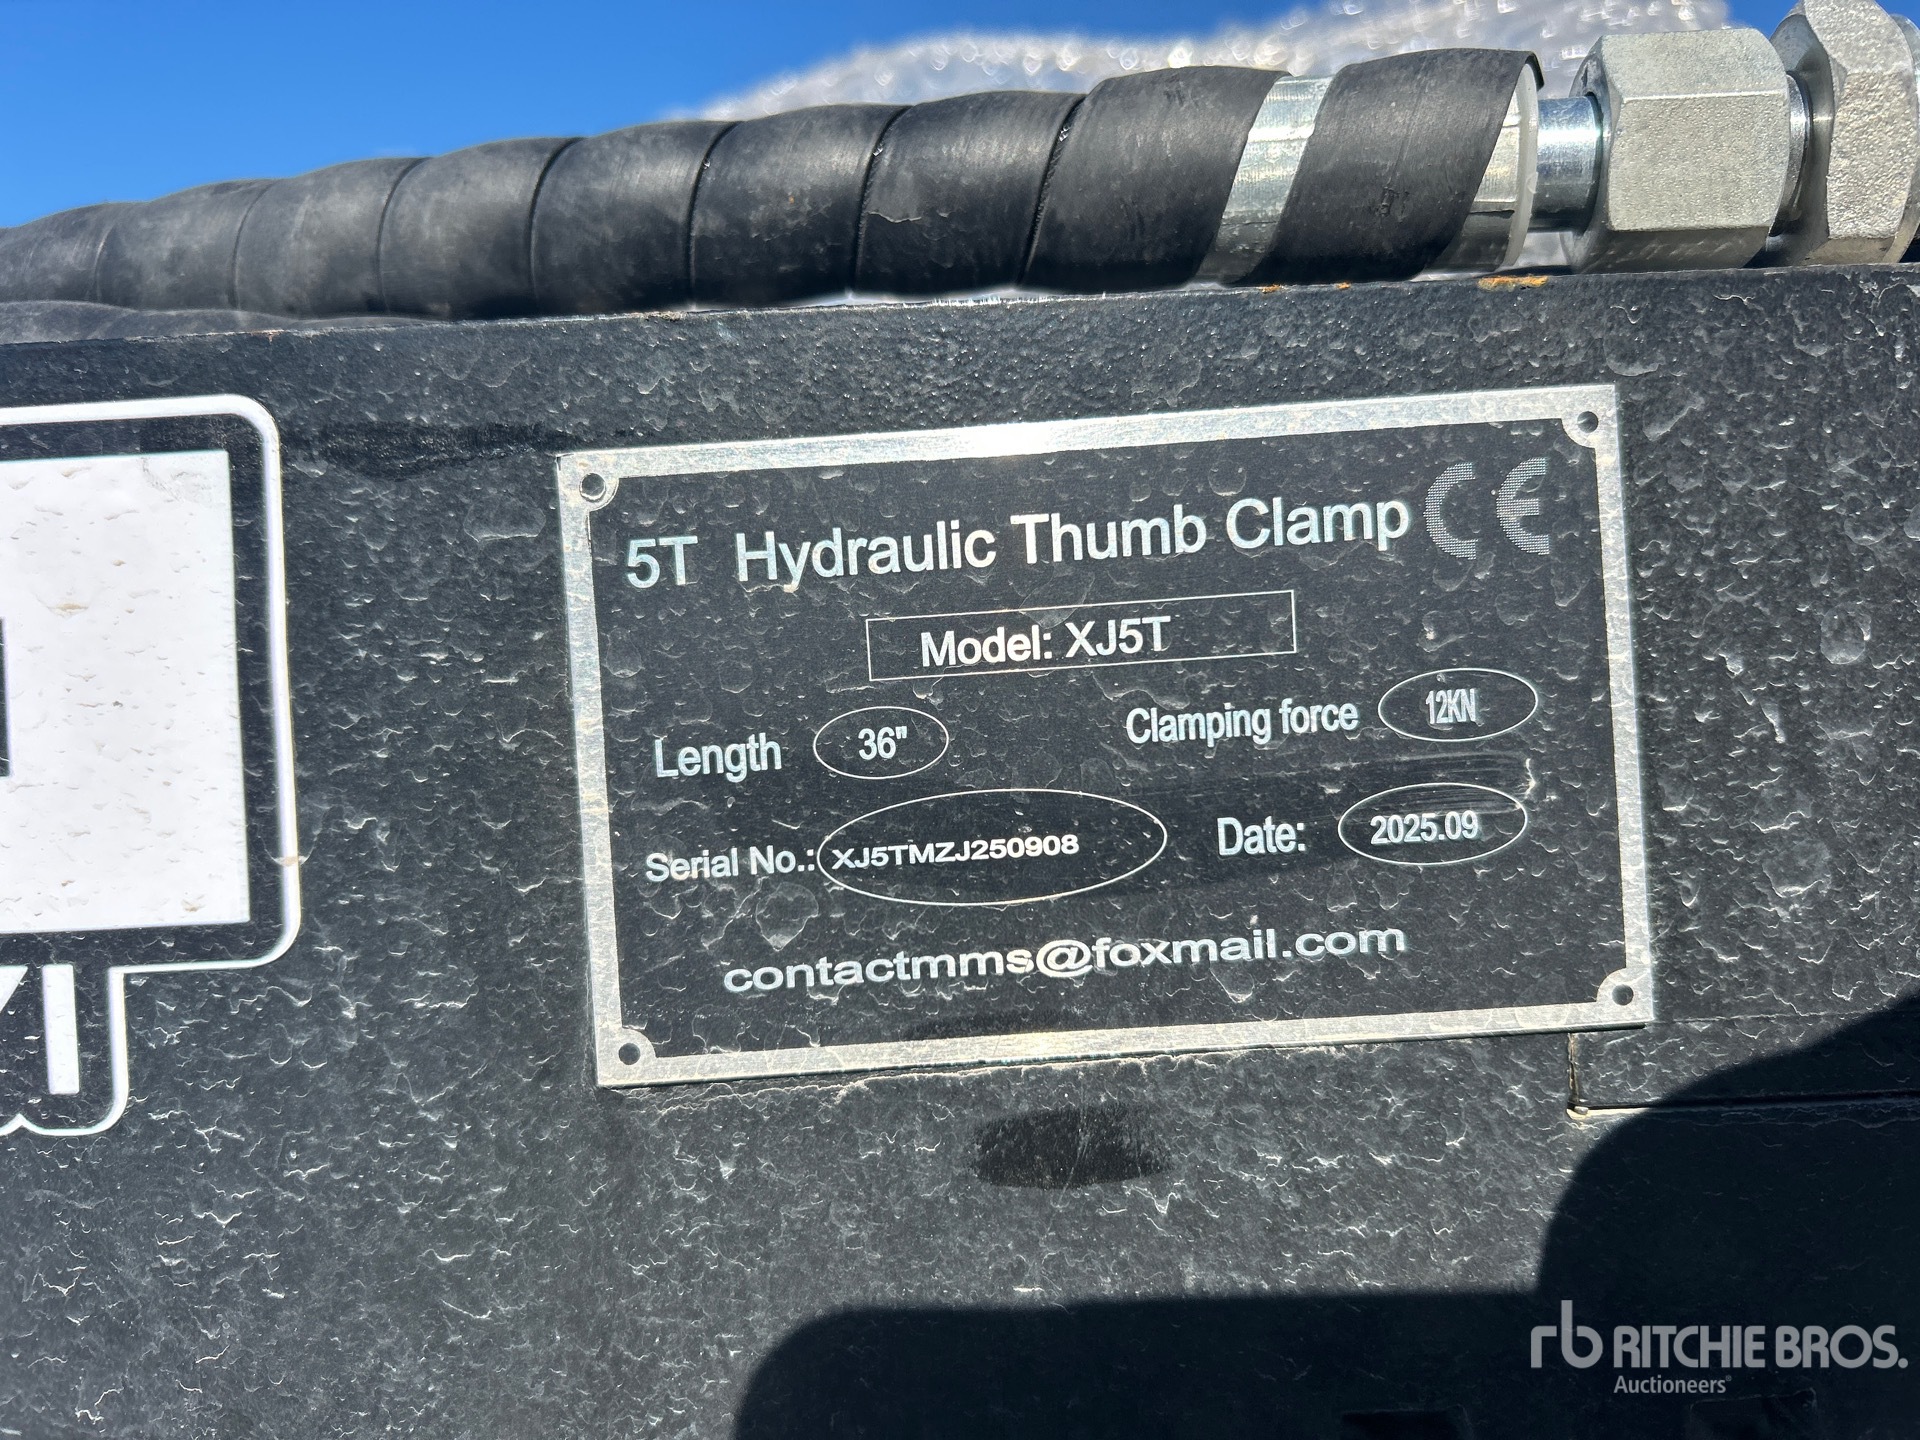 5T Hydraulic Thumb Clamp CE
Model: XJ5T
Length 36" Clamping force 12KN
Serial No.: XJ5TMZJ250908 Date: 2025.09
contactmms@foxmail.com
rb RITCHIE BROS.
Auctioneers